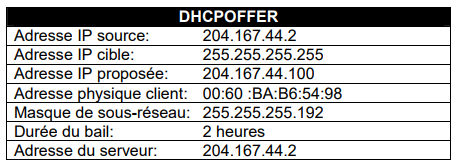 DHCPOFFER
Adresse IP source: 204.167.44.2
Adresse IP cible: 255.255.255.255
Adresse IP proposée: 204.167.44.100
Adresse physique client: 00:60 :BA:B6:54:98
Masque de sous-réseau: 255.255.255.192
Durée du bail: 2 heures
Adresse du serveur: 204.167.44.2